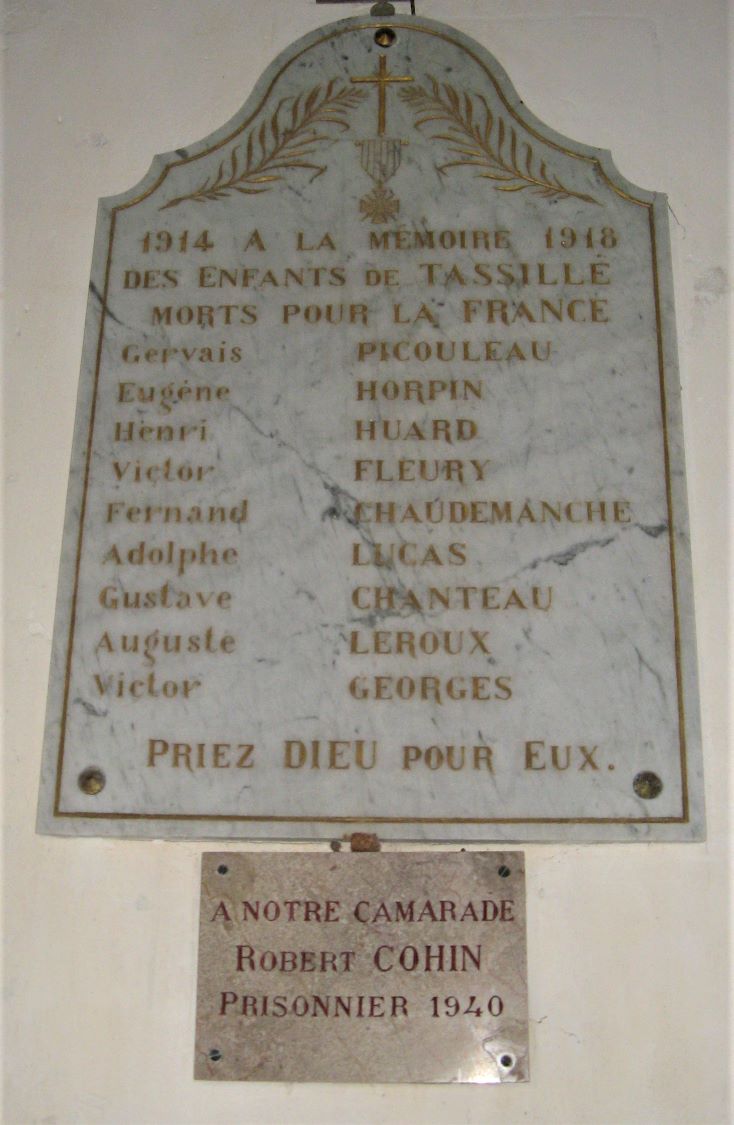 1914 A LA MÉMOIRE 1918
DES ENFANTS DE TASSILLÉ
MORTS POUR LA FRANCE
Gervais PICOULEAU
Eugéne HORPIN
Henri HUARD
Victor FLEURY
Fernand CHAUDEMANCHE
Adolphe LUCAS
Gustave CHANTEAU
Auguste LEROUX
Victor GEORGES
PRIEZ DIEU POUR EUX.
A NOTRE CAMARADE
ROBERT COHIN
PRISONNIER 1940